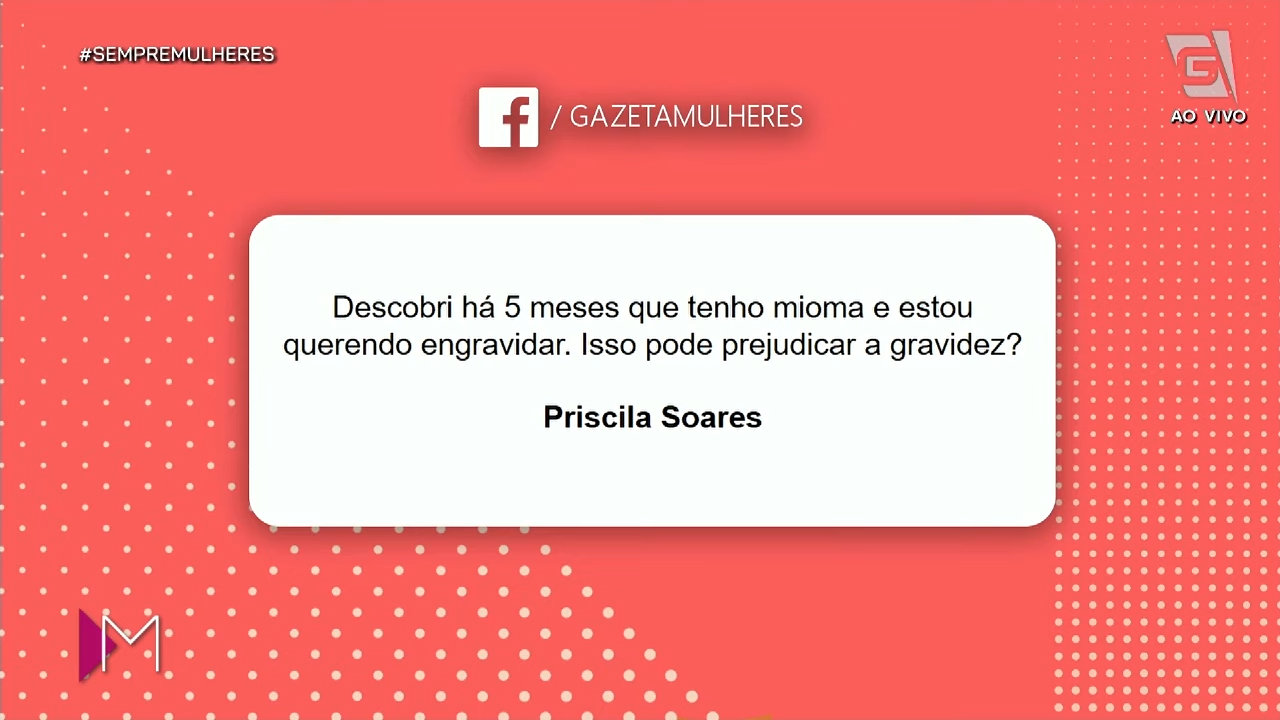 #SEMPREMULHERES
G
AO VIVO
f / GAZETAMULHERES
Descobri há 5 meses que tenho mioma e estou
querendo engravidar. Isso pode prejudicar a gravidez?
Priscila Soares
M